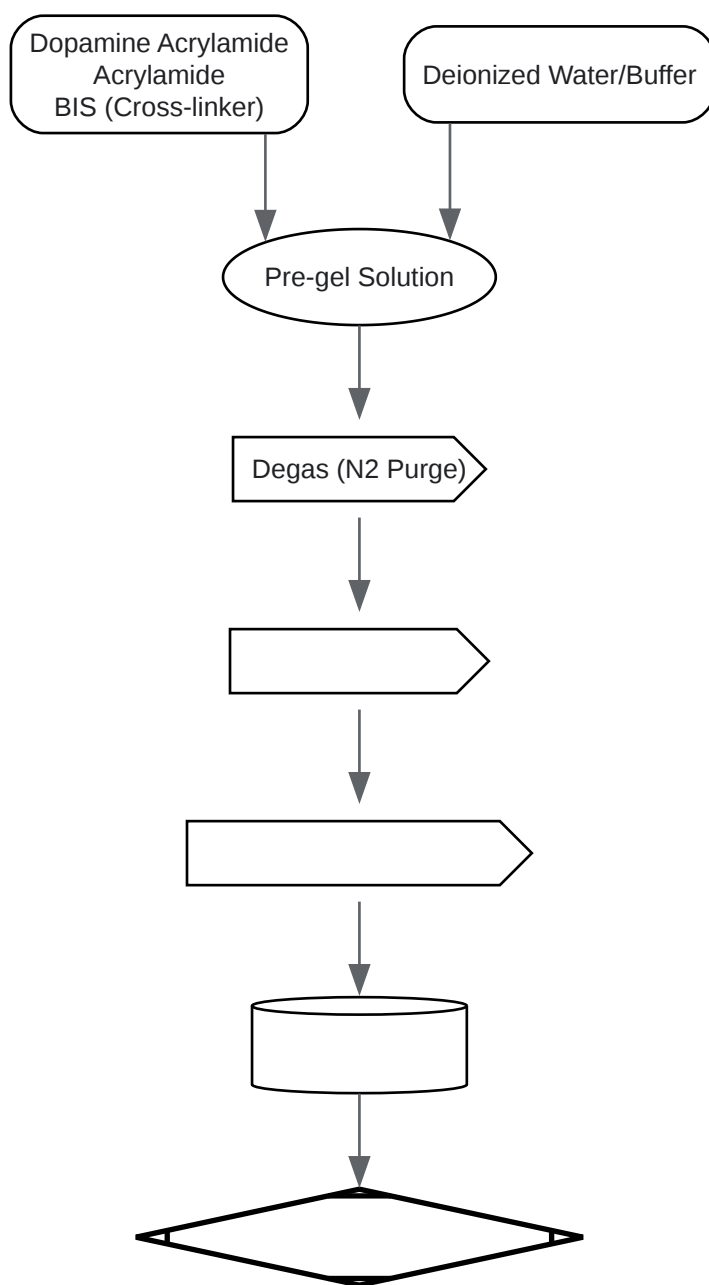 Dopamine Acrylamide
Acrylamide
BIS (Cross-linker)
Deionized Water/Buffer
Pre-gel Solution
Degas (N2 Purge)